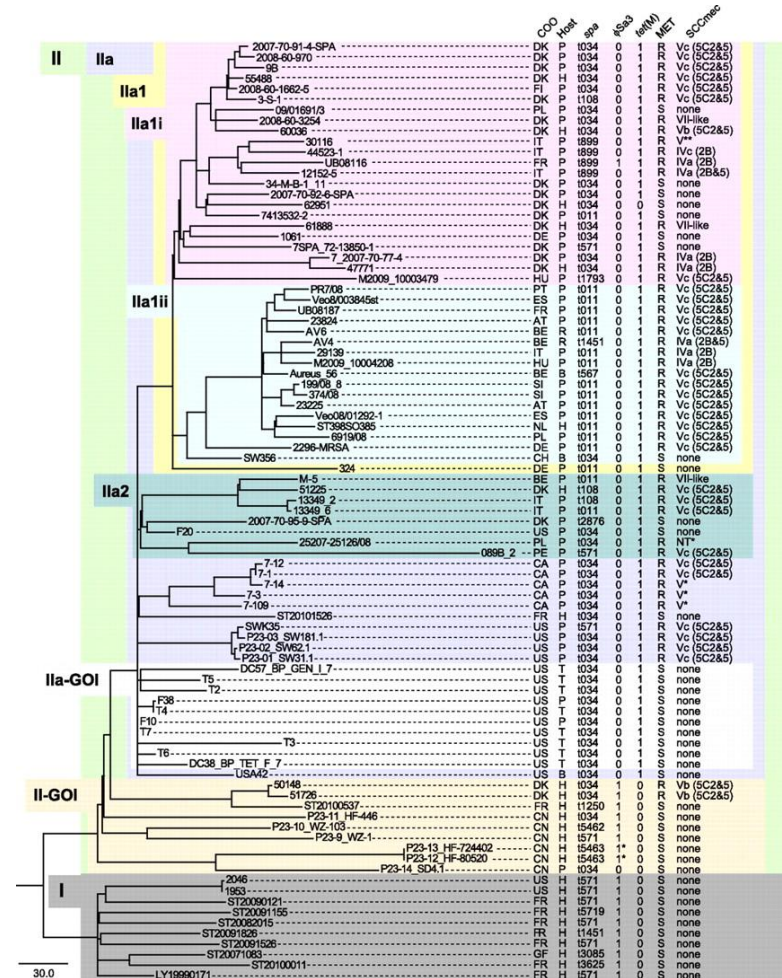 COO Host spa φSa3 tet(M) MET SCCmec
II IIa 2007-70-91-4-SPA DK P t034 0 1 R Vc (5C2&5)
2008-60-970 DK P t034 0 1 R Vc (5C2&5)
9B DK P t034 0 1 R Vc (5C2&5)
55488 DK H t034 0 1 R Vc (5C2&5)
IIa1 2008-60-1662-5 FI P t034 0 1 R Vc (5C2&5)
3-S-1 DK P t108 0 1 R Vc (5C2&5)
09/01691/3 PL P t034 0 1 S none
IIa1i 2008-60-3254 DK P t034 0 1 R VII-like
60036 DK H t034 0 1 R Vb (5C2&5)
30116 IT P t899 0 1 R V**
44523-1 IT P t899 0 1 R IVc (2B)
UB08116 FR P t899 1 1 R IVa (2B)
12152-5 IT P t899 0 1 R IVa (2B&5)
34-M-B-1_11 DK P t034 0 1 S none
2007-70-92-6-SPA DK P t034 0 1 S none
62951 DK H t034 0 0 S none
7413532-2 DK P t011 0 1 S none
61888 DK H t034 0 1 R VII-like
1061 DE P t034 0 1 S none
7SPA_72-13850-1 DK P t571 0 1 S none
7_2007-70-77-4 DK P t034 0 1 R IVa (2B)
47771 DK H t034 0 1 R IVa (2B)
M2009_10003479 HU P t1793 0 1 R Vc (5C2&5)
IIa1ii PR7/08 PT P t011 0 1 R Vc (5C2&5)
Veo8/003845st ES P t011 0 1 R Vc (5C2&5)
UB08187 FR P t011 0 1 R Vc (5C2&5)
23824 AT P t011 0 1 R Vc (5C2&5)
AV6 BE R t011 0 1 R Vc (5C2&5)
AV4 BE R t1451 0 1 R IVa (2B&5)
29139 IT P t011 0 1 R IVa (2B)
M2009_10004208 HU P t011 0 1 R IVa (2B)
Aureus_56 BE B t567 0 1 R Vc (5C2&5)
199/08_8 SI P t011 0 1 R Vc (5C2&5)
374/08 SI P t011 0 1 R Vc (5C2&5)
23225 AT P t011 0 1 R Vc (5C2&5)
Veo08/01292-1 ES P t011 0 1 R Vc (5C2&5)
ST398SO385 NL H t011 0 1 R Vc (5C2&5)
6919/08 PL P t011 0 1 R Vc (5C2&5)
2296-MRSA DE P t011 0 1 R Vc (5C2&5)
SW356 CH B t034 0 1 S none
324 DE P t011 0 1 S none
IIa2 M-5 BE P t011 0 1 R VII-like
51225 DK H t108 0 1 R Vc (5C2&5)
13349_2 IT P t108 0 1 R Vc (5C2&5)
13349_6 IT P t011 0 1 R Vc (5C2&5)
2007-70-95-9-SPA DK P t2876 0 1 S none
F20 US P t034 0 1 S none
25207-25126/08 PL P t034 0 1 R NT*
089B_2 PE P t571 0 1 R Vc (5C2&5)
7-12 CA P t034 0 1 R Vc (5C2&5)
7-1 CA P t034 0 1 R Vc (5C2&5)
7-14 CA P t034 0 1 R V*
7-3 CA P t034 0 1 R V*
7-109 CA P t034 0 1 R V*
ST20101526 FR H t034 0 1 S none
SWK35 US P t571 0 1 R Vc (5C2&5)
P23-03_SW181.1 US P t034 0 1 R Vc (5C2&5)
P23-02_SW62.1 US P t034 0 1 R Vc (5C2&5)
P23-01_SW31.1 US P t034 0 1 R Vc (5C2&5)
DC57_BP_GEN_I_7 US T t034 0 1 S none
IIa-GOI T5 US T t034 0 1 S none
T2 US T t034 0 1 S none
F38 US P t034 0 1 S none
T4 US T t034 0 1 S none
F10 US P t034 0 1 S none
T7 US T t034 0 1 S none
T3 US T t034 0 1 S none
T6 US T t034 0 1 S none
DC38_BP_TET_F_7 US T t034 0 1 S none
USA42 US B t034 0 1 S none
II-GOI 50148 DK H t034 1 0 R Vb (5C2&5)
51726 DK H t034 1 0 R Vb (5C2&5)
ST20100537 FR H t1250 1 0 S none
P23-11_HF-446 CN H t034 1 0 S none
P23-10_WZ-103 CN H t5462 1 0 S none
P23-9_WZ-1 CN H t571 1 0 S none
P23-13_HF-724402 CN H t5463 1* 0 S none
P23-12_HF-80520 CN H t5463 1* 0 S none
P23-14_SD4.1 CN P t034 0 0 S none
I 2046 US H t571 1 0 S none
1953 US H t571 1 0 S none
ST20090121 FR H t571 1 0 S none
ST20091155 FR H t5719 1 0 S none
ST20082015 FR H t571 1 0 S none
ST20091826 FR H t1451 1 0 S none
ST20091526 FR H t571 1 0 S none
ST20071083 GF H t3085 1 0 S none
ST20100011 FR H t3625 1 0 S none
30.0 LY19990171 FR H t571 1 0 S none